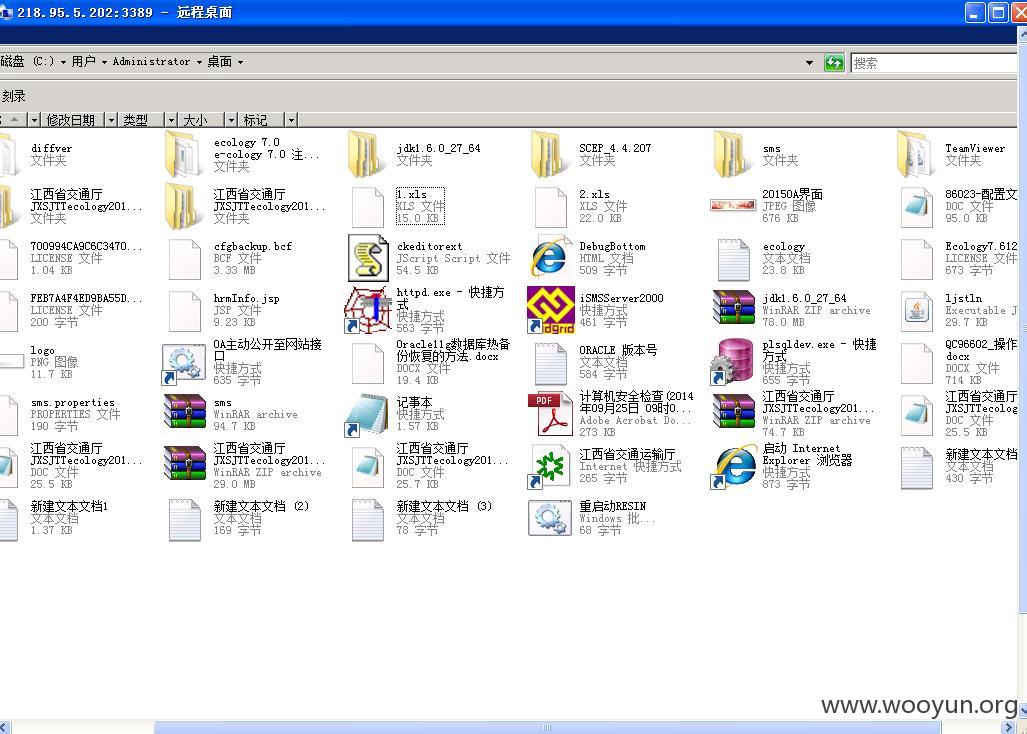 218.95.5.202:3389 - 远程桌面
磁盘 (C:) 用户 Administrator 桌面
搜索
刻录
修改日期 类型 大小 标记
diffver
文件夹
ecology 7.0
e-cology 7.0 注...
文件夹
jdk1.6.0_27_64
文件夹
SCEP_4.4.207
文件夹
sms
文件夹
TeamViewer
文件夹
江西省交通厅
JXSJTTecology201...
文件夹
江西省交通厅
JXSJTTecology201...
文件夹
1.xls
XLS 文件
15.0 KB
2.xls
XLS 文件
22.0 KB
20150A界面
JPEG 图像
676 KB
86023-配置文
DOC 文件
95.0 KB
700994CA9C6C3470...
LICENSE 文件
1.04 KB
cfgbackup.bcf
BCF 文件
3.33 MB
ckeditorext
JScript Script 文件
54.5 KB
DebugBottom
HTML 文档
509 字节
ecology
文本文档
23.8 KB
Ecology7.612
LICENSE 文件
673 字节
FEB7A4F4ED9BA55D...
LICENSE 文件
200 字节
hrmInfo.jsp
JSP 文件
9.23 KB
httpd.exe - 快捷方
式
快捷方式
563 字节
iSMSServer2000
快捷方式
461 字节
jdk1.6.0_27_64
WinRAR ZIP archive
78.0 MB
ljstln
Executable J
29.7 KB
logo
PNG 图像
11.7 KB
OA主动公开至网站接
口
快捷方式
635 字节
Oracle11g数据库热备
份恢复的方法.docx
DOCX 文件
19.4 KB
ORACLE 版本号
文本文档
584 字节
plsqldev.exe - 快捷
方式
快捷方式
655 字节
QC96602_操作
docx
DOCX 文件
714 KB
sms.properties
PROPERTIES 文件
190 字节
sms
WinRAR archive
94.7 KB
记事本
快捷方式
1.57 KB
计算机安全检查(2014
年09月25日 09时0...
Adobe Acrobat Do...
273 KB
江西省交通厅
JXSJTTecology201...
WinRAR ZIP archive
74.7 KB
江西省交通厅
JXSJTTecolog
DOC 文件
25.5 KB
江西省交通厅
JXSJTTecology201...
DOC 文件
25.5 KB
江西省交通厅
JXSJTTecology201...
WinRAR ZIP archive
29.0 MB
江西省交通厅
JXSJTTecology201...
DOC 文件
25.7 KB
江西省交通运输厅
Internet 快捷方式
265 字节
启动 Internet
Explorer 浏览器
快捷方式
873 字节
新建文本文档
文本文档
430 字节
新建文本文档1
文本文档
1.37 KB
新建文本文档 (2)
文本文档
169 字节
新建文本文档 (3)
文本文档
78 字节
重启动RESIN
Windows 批...
68 字节
www.wooyun.org